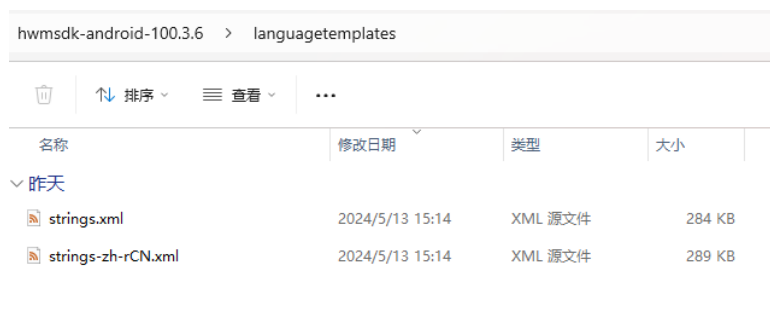 hwmsdk-android-100.3.6 > languagetemplates
排序 查看 ...
名称 修改日期 类型 大小
昨天
strings.xml 2024/5/13 15:14 XML 源文件 284 KB
strings-zh-rCN.xml 2024/5/13 15:14 XML 源文件 289 KB